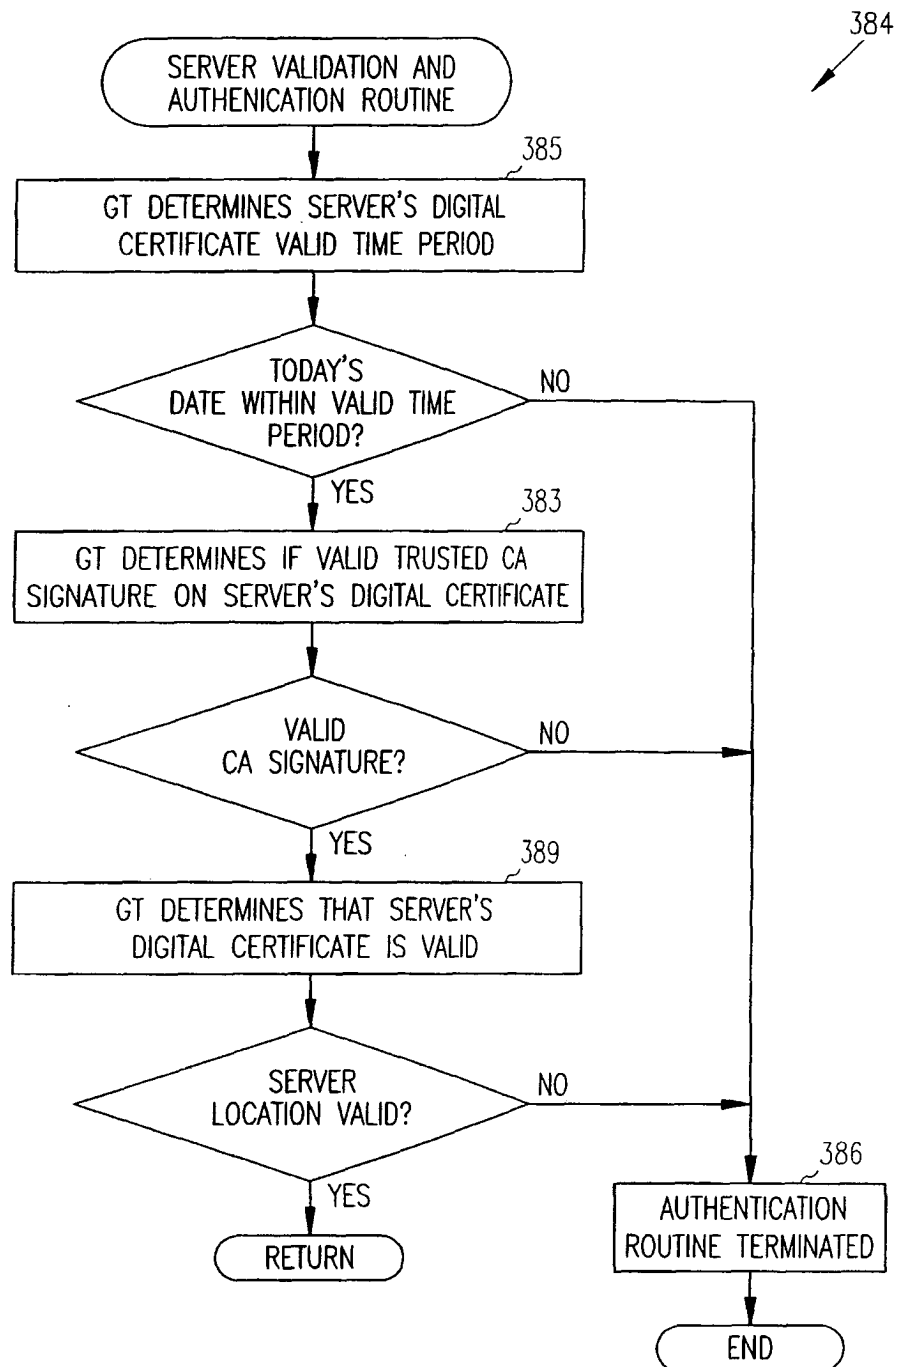 384
SERVER VALIDATION AND
AUTHENICATION ROUTINE
385
GT DETERMINES SERVER'S DIGITAL
CERTIFICATE VALID TIME PERIOD
TODAY'S
DATE WITHIN VALID TIME
PERIOD?
NO
YES
383
GT DETERMINES IF VALID TRUSTED CA
SIGNATURE ON SERVER'S DIGITAL CERTIFICATE
VALID
CA SIGNATURE?
NO
YES
389
GT DETERMINES THAT SERVER'S
DIGITAL CERTIFICATE IS VALID
SERVER
LOCATION VALID?
NO
YES
RETURN
386
AUTHENTICATION
ROUTINE TERMINATED
END